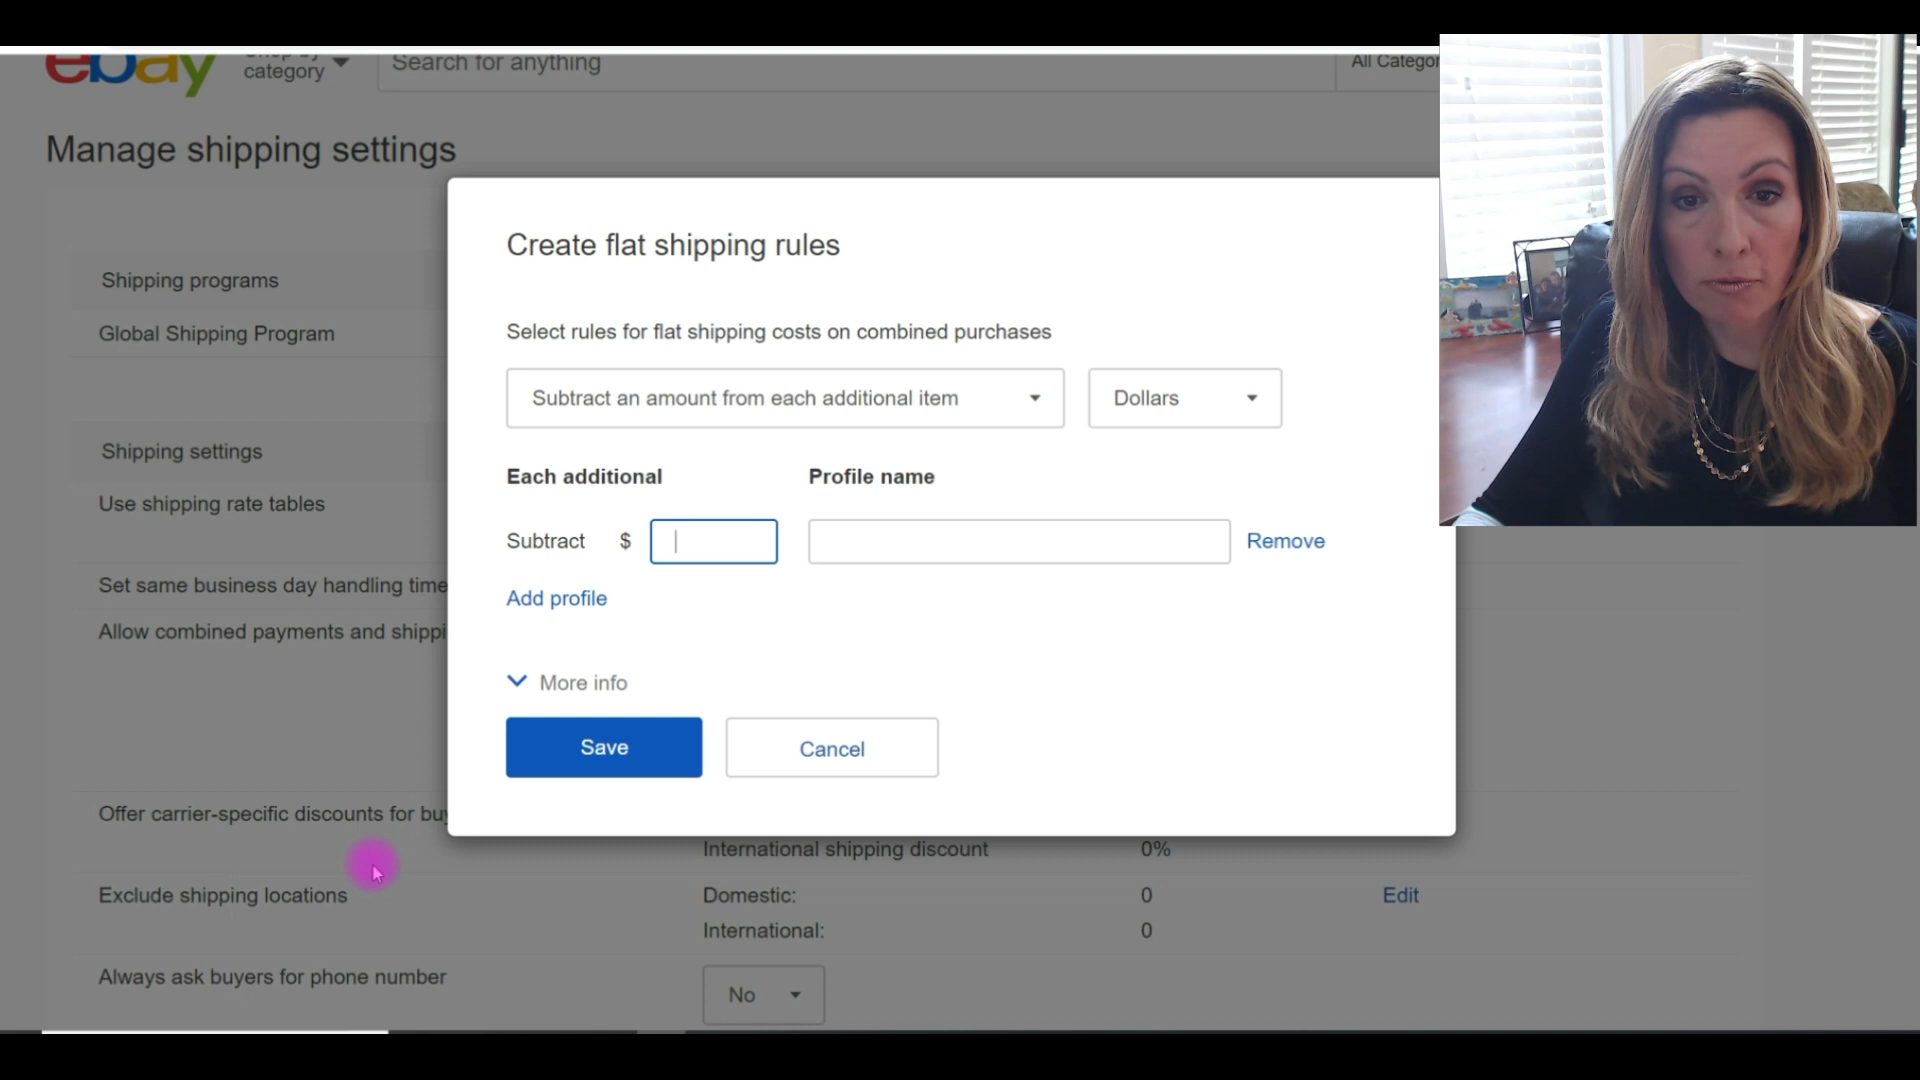 ebay
Shop by
category
Search for anything
All Categor
Manage shipping settings
Shipping programs
Global Shipping Program
Shipping settings
Use shipping rate tables
Set same business day handling time
Allow combined payments and shippi
Offer carrier-specific discounts for buy
Exclude shipping locations
Always ask buyers for phone number
Create flat shipping rules
Select rules for flat shipping costs on combined purchases
Subtract an amount from each additional item
Dollars
Each additional
Profile name
Subtract $
Remove
Add profile
More info
Save
Cancel
International shipping discount
0%
Domestic:
0
Edit
International:
0
No